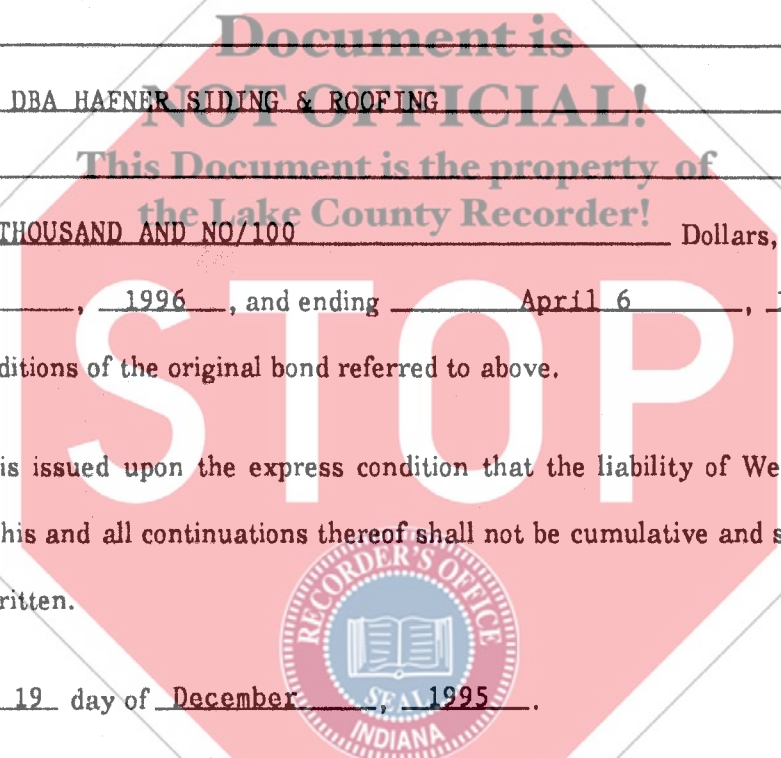 Document is
DBA HAFNER SIDING & ROOFING
NOT OFFICIAL!
This Document is the property of
the Lake County Recorder!
THOUSAND AND NO/100 Dollars,
, 1996 , and ending April 6 ,
ditions of the original bond referred to above.
STOP
is issued upon the express condition that the liability of We
his and all continuations thereof shall not be cumulative and s
ritten.
RECORDER'S OFFICE
SEAL
INDIANA
19 day of December , 1995 .